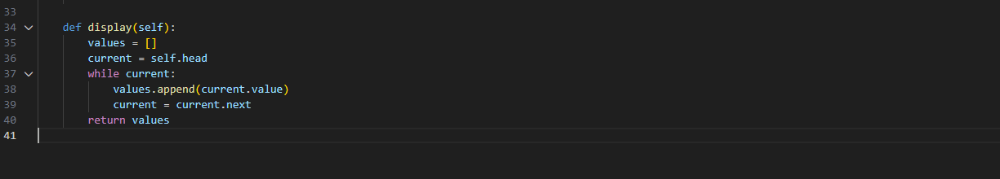 33
34 def display(self):
35 values = []
36 current = self.head
37 while current:
38 values.append(current.value)
39 current = current.next
40 return values
41